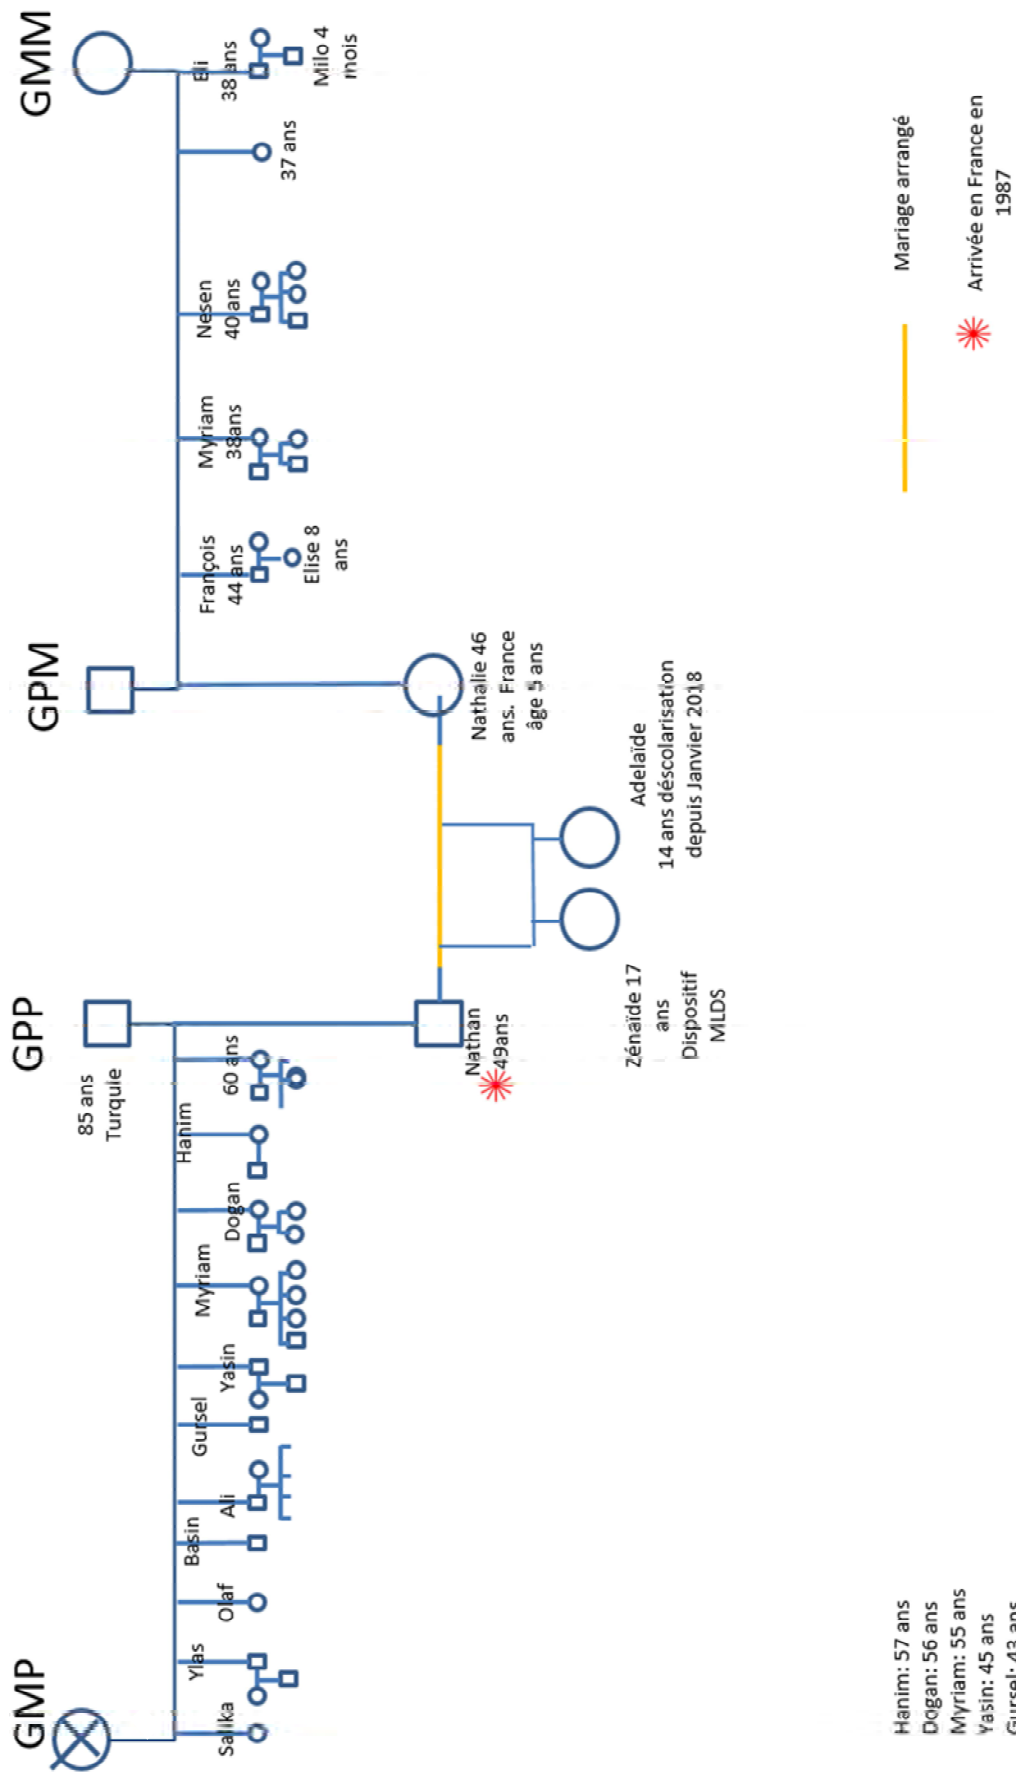 GMP
GPP
GPM
GMM
85 ans
Turquie
Salika
Ylas
Olaf
Basin
Ali
Gursel
Yasin
Myriam
Dogan
Hanim
60 ans
François
44 ans
Elise 8
ans
Myriam
38ans
Nesen
40 ans
37 ans
Eli
38 ans
Milo 4
mois
Nathan
49ans
Nathalie 46
ans. France
âge 5 ans
Zénaïde 17
ans
Dispositif
MLDS
Adelaïde
14 ans déscolarisation
depuis Janvier 2018
Hanim: 57 ans
Dogan: 56 ans
Myriam: 55 ans
Yasin: 45 ans
Gursel: 43 ans
Mariage arrangé
Arrivée en France en
1987